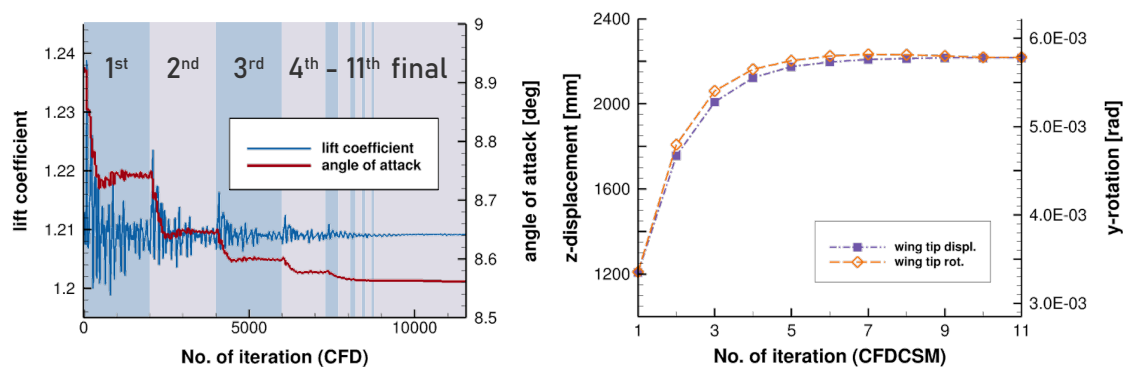 1.24
1.23
1.22
1.21
1.2
lift coefficient
1st 2nd 3rd 4th - 11th final
lift coefficient
angle of attack
9
8.9
8.8
8.7
8.6
8.5
angle of attack [deg]
0 5000 10000
No. of iteration (CFD)
2400
2000
1600
1200
z-displacement [mm]
wing tip displ.
wing tip rot.
6.0E-03
5.0E-03
4.0E-03
3.0E-03
y-rotation [rad]
1 3 5 7 9 11
No. of iteration (CFDCSM)